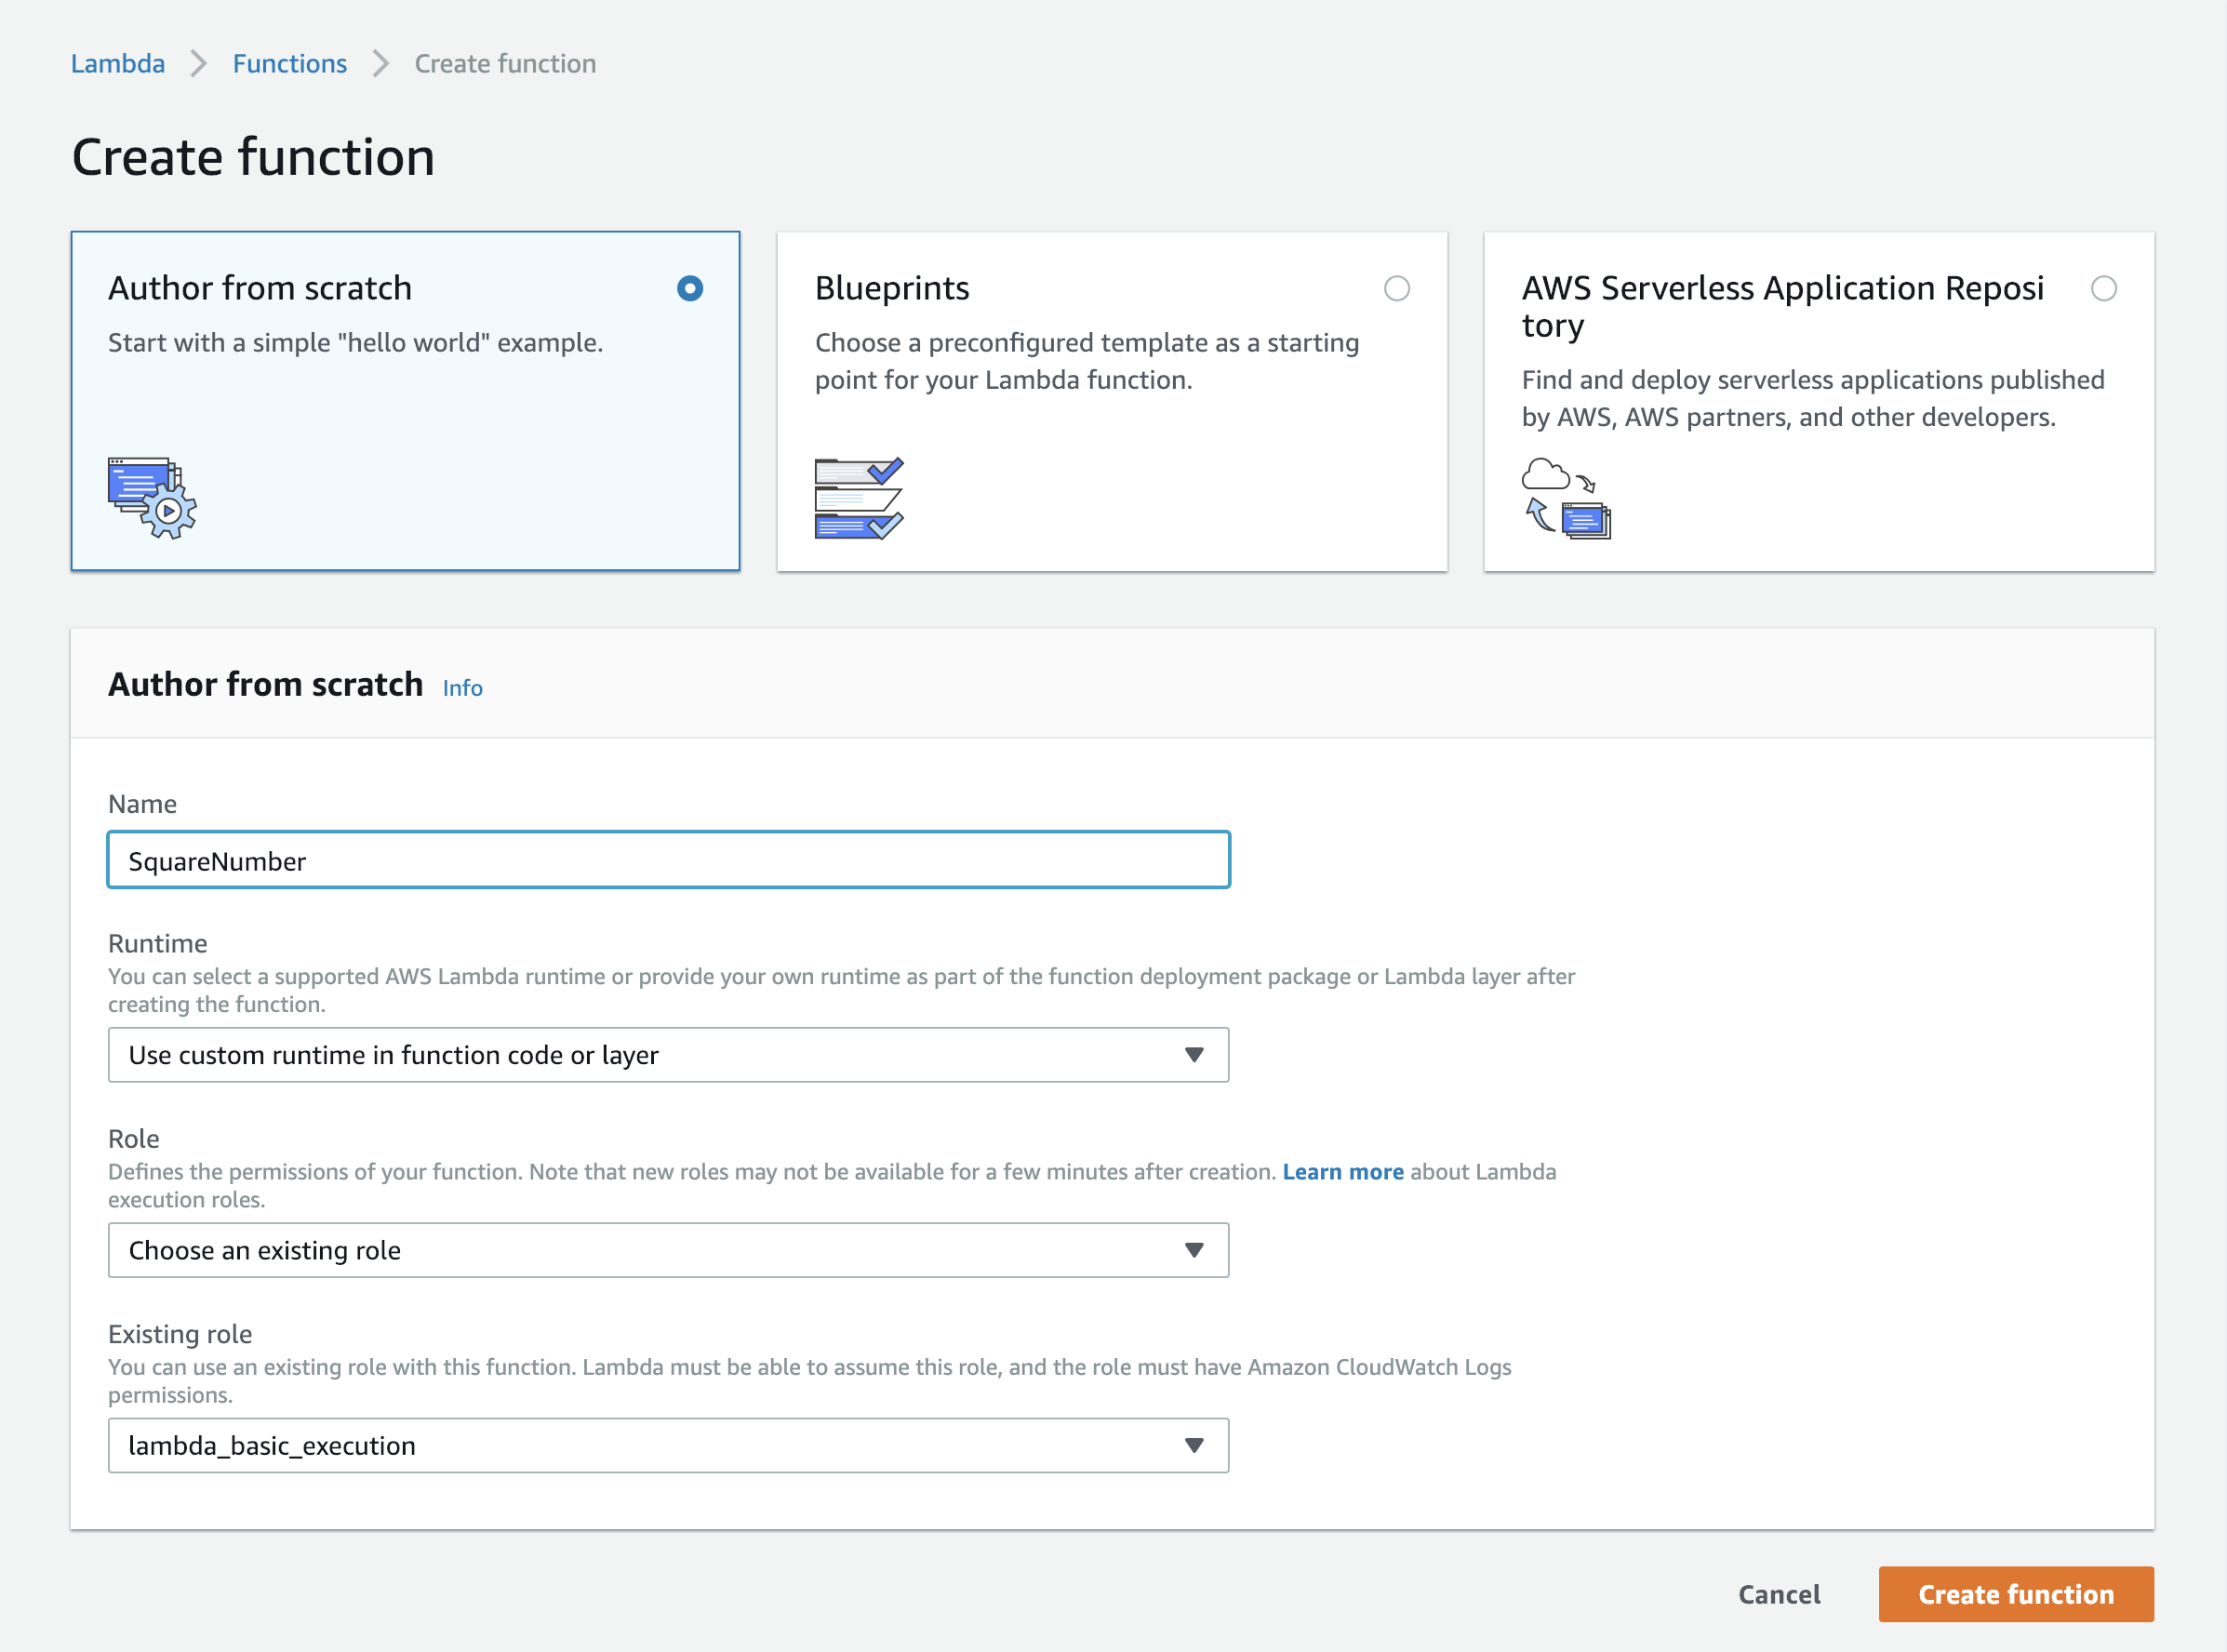 Lambda > Functions > Create function
Create function
Author from scratch
Start with a simple "hello world" example.
Blueprints
Choose a preconfigured template as a starting
point for your Lambda function.
AWS Serverless Application Reposi
tory
Find and deploy serverless applications published
by AWS, AWS partners, and other developers.
Author from scratch Info
Name
SquareNumber
Runtime
You can select a supported AWS Lambda runtime or provide your own runtime as part of the function deployment package or Lambda layer after
creating the function.
Use custom runtime in function code or layer
Role
Defines the permissions of your function. Note that new roles may not be available for a few minutes after creation. Learn more about Lambda
execution roles.
Choose an existing role
Existing role
You can use an existing role with this function. Lambda must be able to assume this role, and the role must have Amazon CloudWatch Logs
permissions.
lambda_basic_execution
Cancel Create function